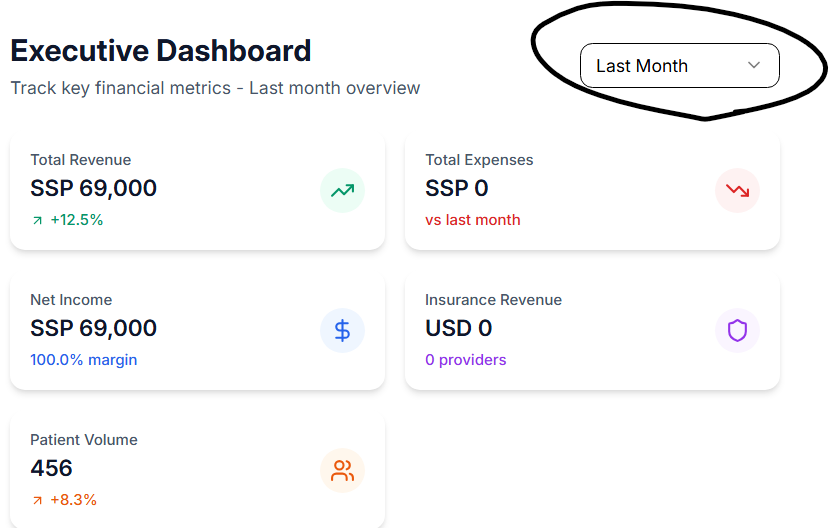 Executive Dashboard
Last Month
Track key financial metrics - Last month overview
Total Revenue
SSP 69,000
+12.5%
Total Expenses
SSP 0
vs last month
Net Income
SSP 69,000
100.0% margin
Insurance Revenue
USD 0
0 providers
Patient Volume
456
+8.3%